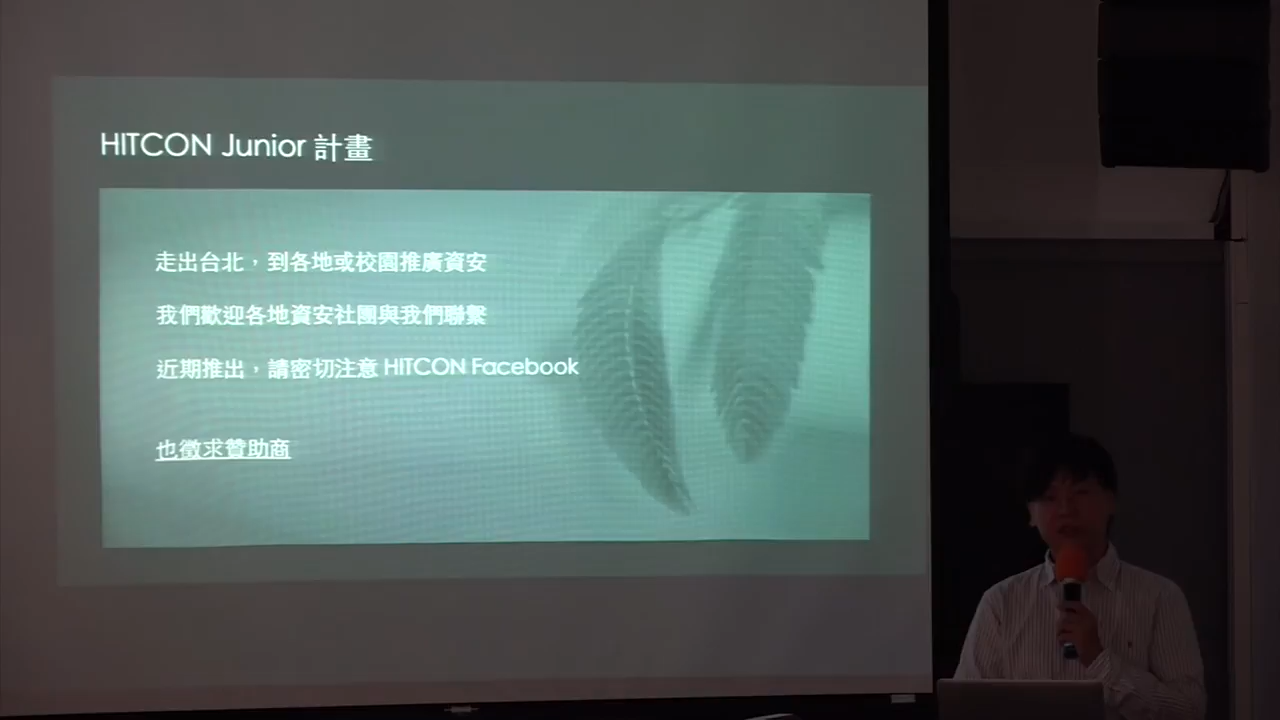 HITCON Junior 計畫
走出台北，到各地或校園推廣資安
我們歡迎各地資安社團與我們聯繫
近期推出，請密切注意 HITCON Facebook
也徵求贊助商